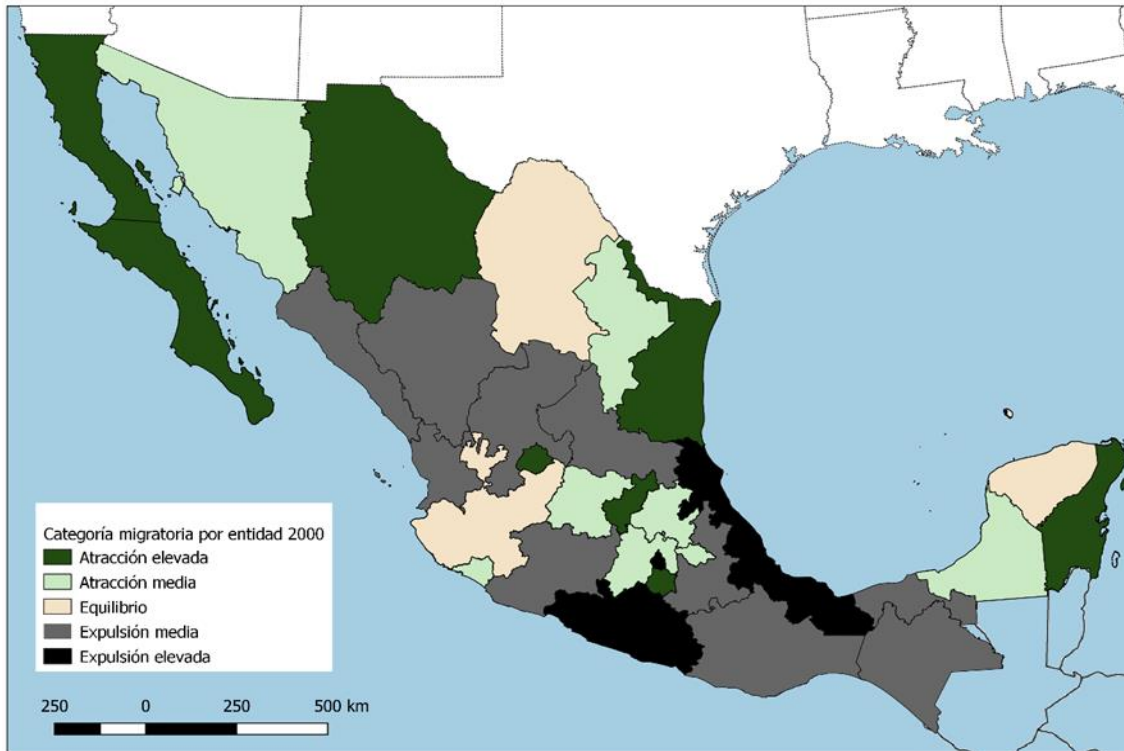 Categoría migratoria por entidad 2000
Atracción elevada
Atracción media
Equilibrio
Expulsión media
Expulsión elevada
250 0 250 500 km